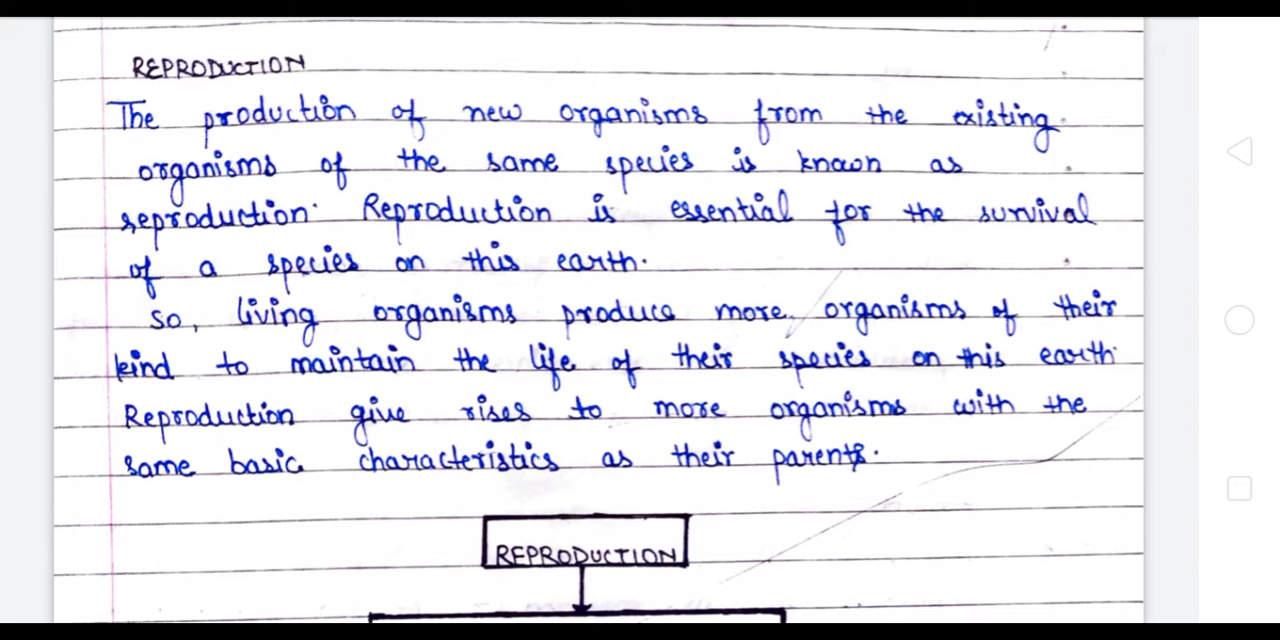 REPRODUCTION
The production of new organisms from the existing
organisms of the same species is known as
reproduction. Reproduction is essential for the survival
of a species on this earth.
So, living organisms produce more organisms of their
kind to maintain the life of their species on this earth.
Reproduction give rises to more organisms with the
same basic characteristics as their parents.
REPRODUCTION